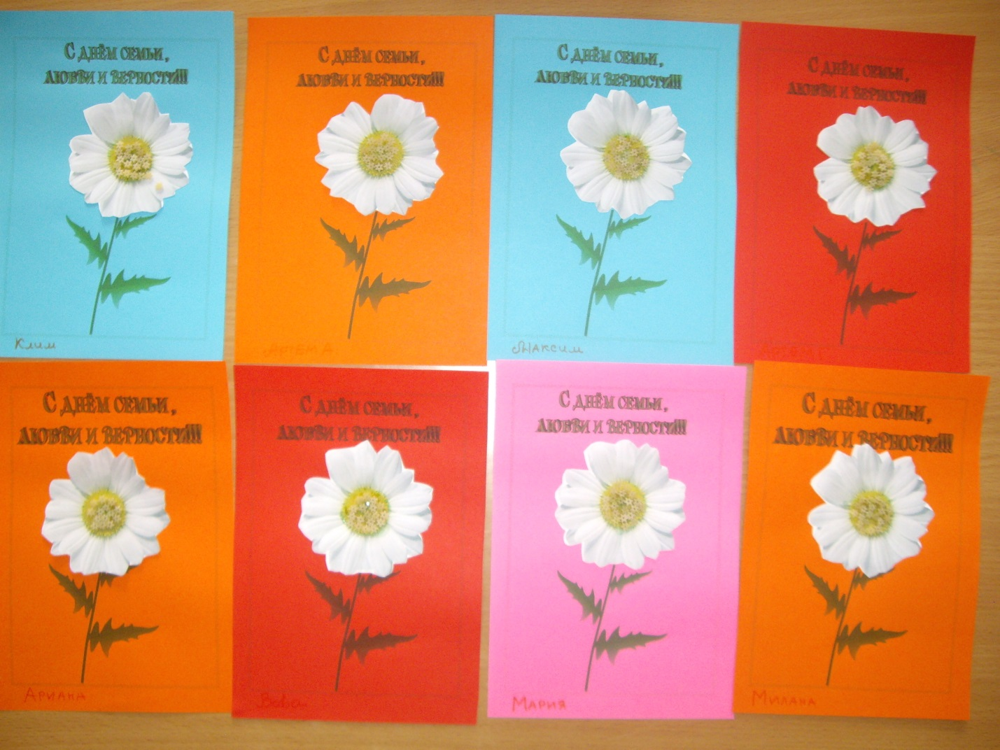 С днём семьи,
любви и верности!!!
Клим
С днём семьи,
любви и верности!!!
Артём А
С днём семьи,
любви и верности!!!
Максим
С днём семьи,
любви и верности!!!
С днём семьи,
любви и верности!!!
Ариана
С днём семьи,
любви и верности!!!
Вова
С днём семьи,
любви и верности!!!
Мария
С днём семьи,
любви и верности!!!
Милана